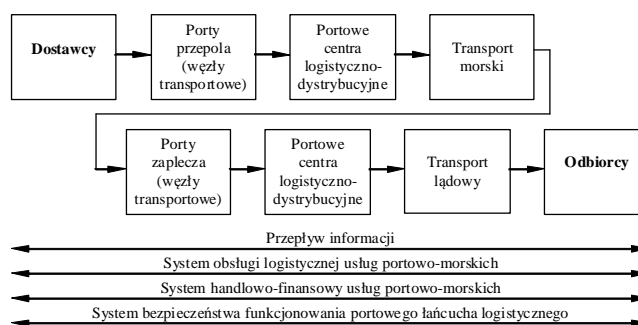 Dostawcy
Porty
przepola
(węzły
transportowe)
Portowe
centra
logistyczno-
dystrybucyjne
Transport
morski
Porty
zaplecza
(węzły
transportowe)
Portowe
centra
logistyczno-
dystrybucyjne
Transport
lądowy
Odbiorcy
Przepływ informacji
System obsługi logistycznej usług portowo-morskich
System handlowo-finansowy usług portowo-morskich
System bezpieczeństwa funkcjonowania portowego łańcucha logistycznego